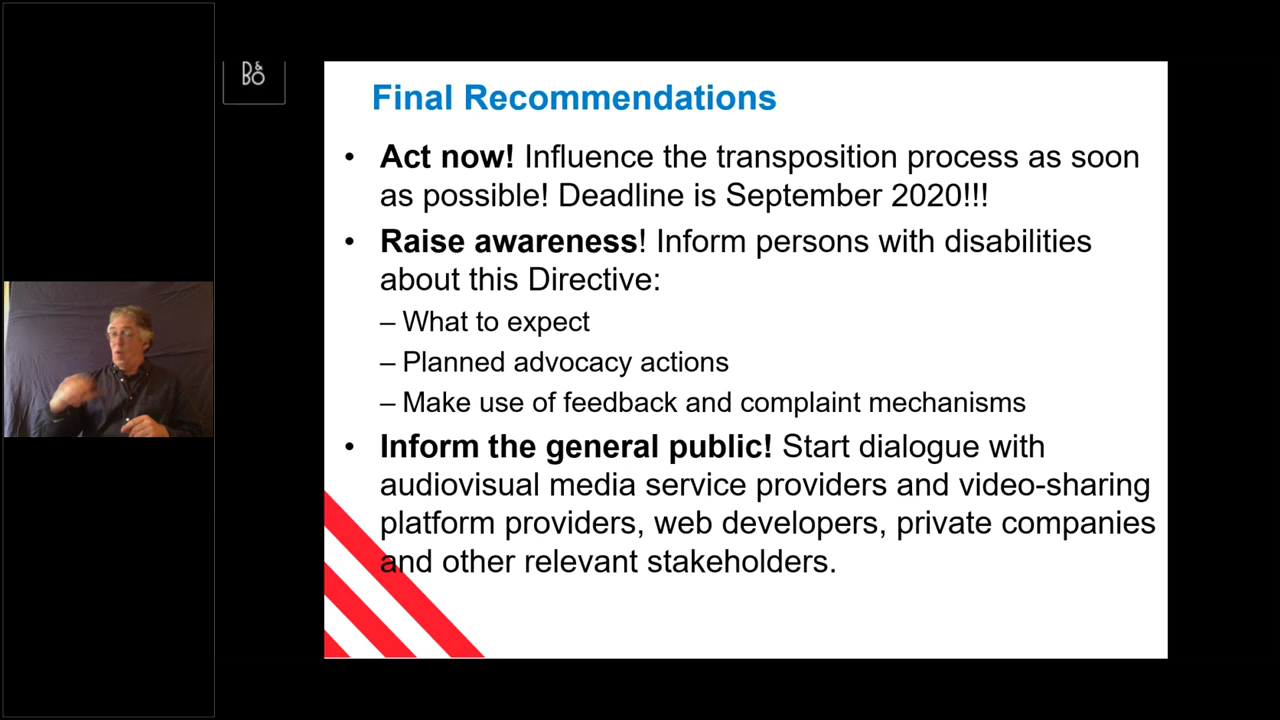 D&
BO
Final Recommendations
• Act now! Influence the transposition process as soon
as possible! Deadline is September 2020!!!
• Raise awareness! Inform persons with disabilities
about this Directive:
– What to expect
– Planned advocacy actions
– Make use of feedback and complaint mechanisms
• Inform the general public! Start dialogue with
audiovisual media service providers and video-sharing
platform providers, web developers, private companies
and other relevant stakeholders.